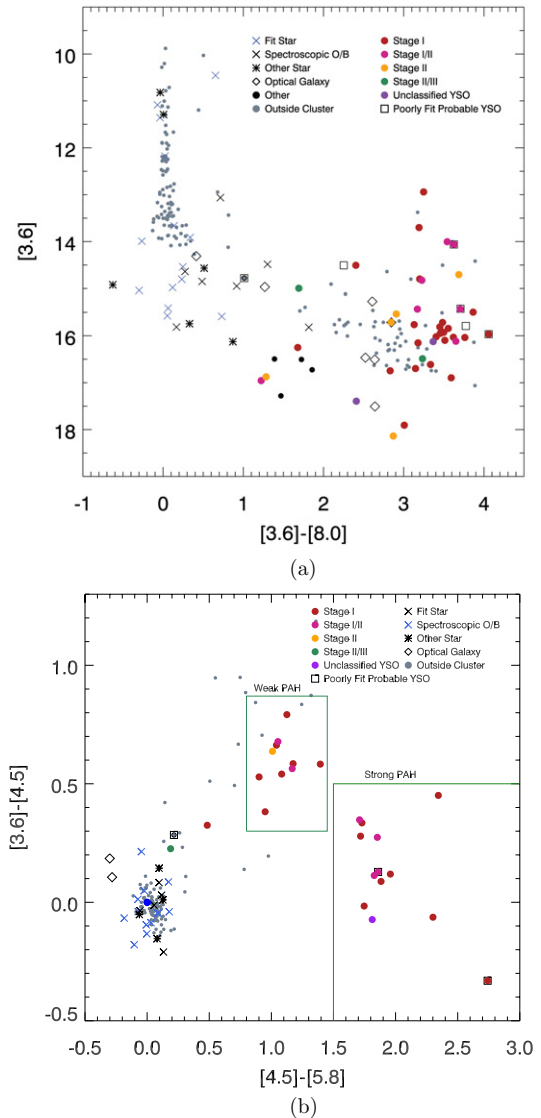 10
12
14
16
18
[3.6]
Fit Star
Spectroscopic O/B
Other Star
Optical Galaxy
Other
Outside Cluster
Stage I
Stage I/II
Stage II
Stage II/III
Unclassified YSO
Poorly Fit Probable YSO
-1 0 1 2 3 4
[3.6]-[8.0]
(a)
Stage I
Stage I/II
Stage II
Stage II/III
Unclassified YSO
Poorly Fit Probable YSO
Fit Star
Spectroscopic O/B
Other Star
Optical Galaxy
Outside Cluster
Weak PAH
Strong PAH
1.0
0.5
0.0
-0.5
[3.6]-[4.5]
-0.5 0.0 0.5 1.0 1.5 2.0 2.5 3.0
[4.5]-[5.8]
(b)